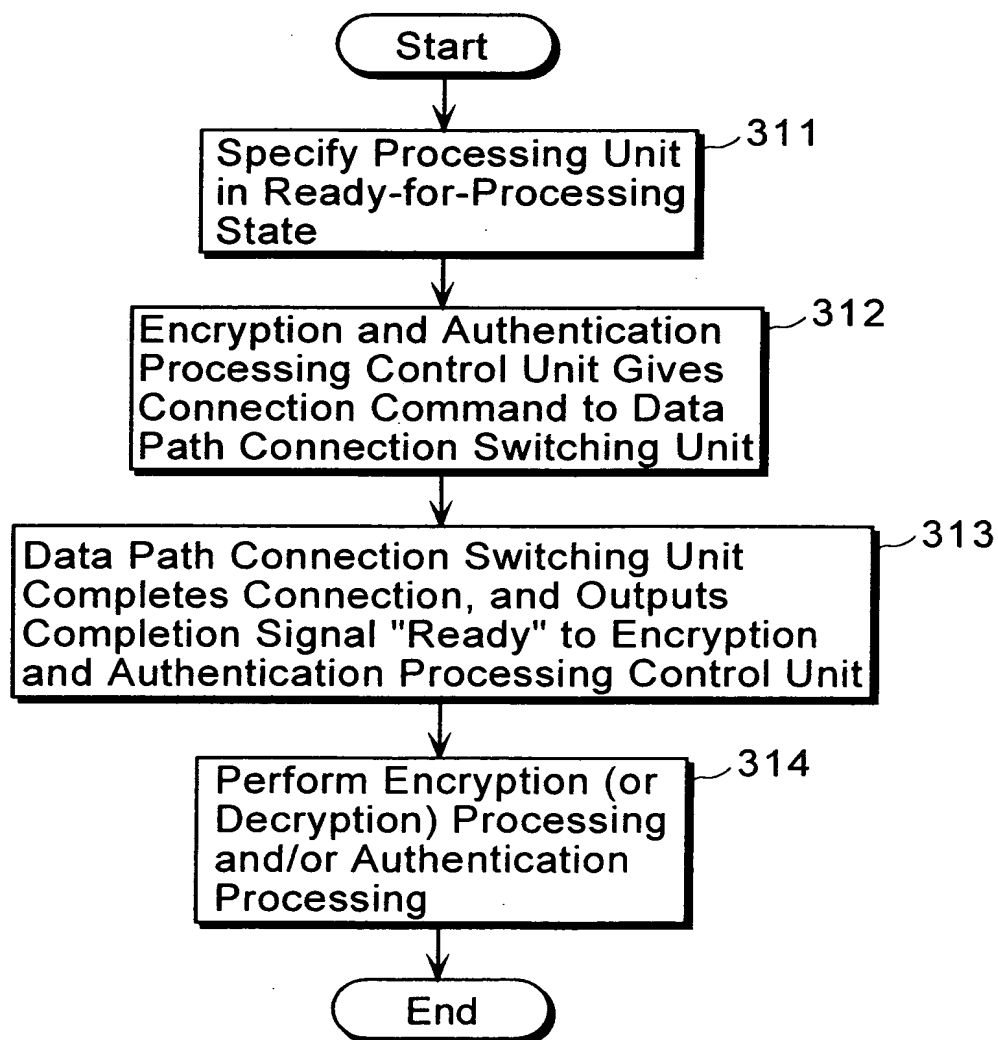 Start
311
Specify Processing Unit
in Ready-for-Processing
State
312
Encryption and Authentication
Processing Control Unit Gives
Connection Command to Data
Path Connection Switching Unit
313
Data Path Connection Switching Unit
Completes Connection, and Outputs
Completion Signal "Ready" to Encryption
and Authentication Processing Control Unit
314
Perform Encryption (or
Decryption) Processing
and/or Authentication
Processing
End